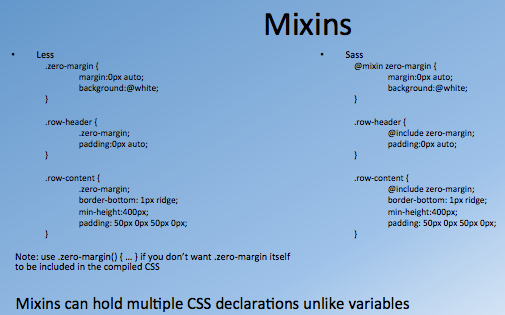 Mixins
• Less
.zero-margin {
margin:0px auto;
background:@white;
}
.row-header {
.zero-margin;
padding:0px auto;
}
.row-content {
.zero-margin;
border-bottom: 1px ridge;
min-height:400px;
padding: 50px 0px 50px 0px;
}
Note: use .zero-margin() { ... } if you don't want .zero-margin itself
to be included in the compiled CSS
• Sass
@mixin zero-margin {
margin:0px auto;
background:@white;
}
.row-header {
@include zero-margin;
padding:0px auto;
}
.row-content {
@include zero-margin;
border-bottom: 1px ridge;
min-height:400px;
padding: 50px 0px 50px 0px;
}
Mixins can hold multiple CSS declarations unlike variables